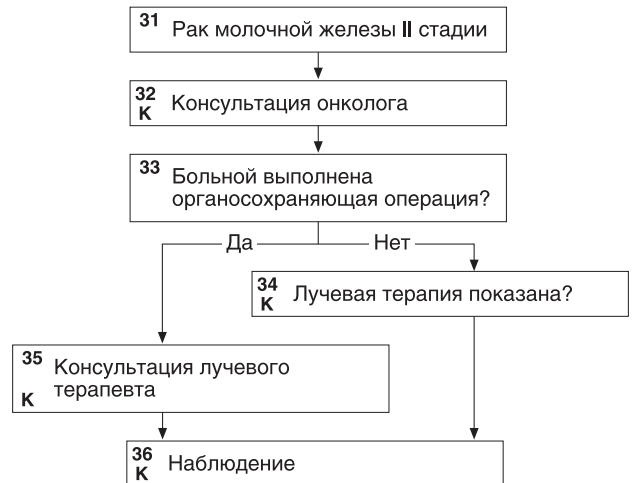 31 Рак молочной железы II стадии
32 Консультация онколога
К
33 Больной выполнена
органосохраняющая операция?
Да Нет
34 Лучевая терапия показана?
К
35 Консультация лучевого
терапевта
К
36 Наблюдение
К